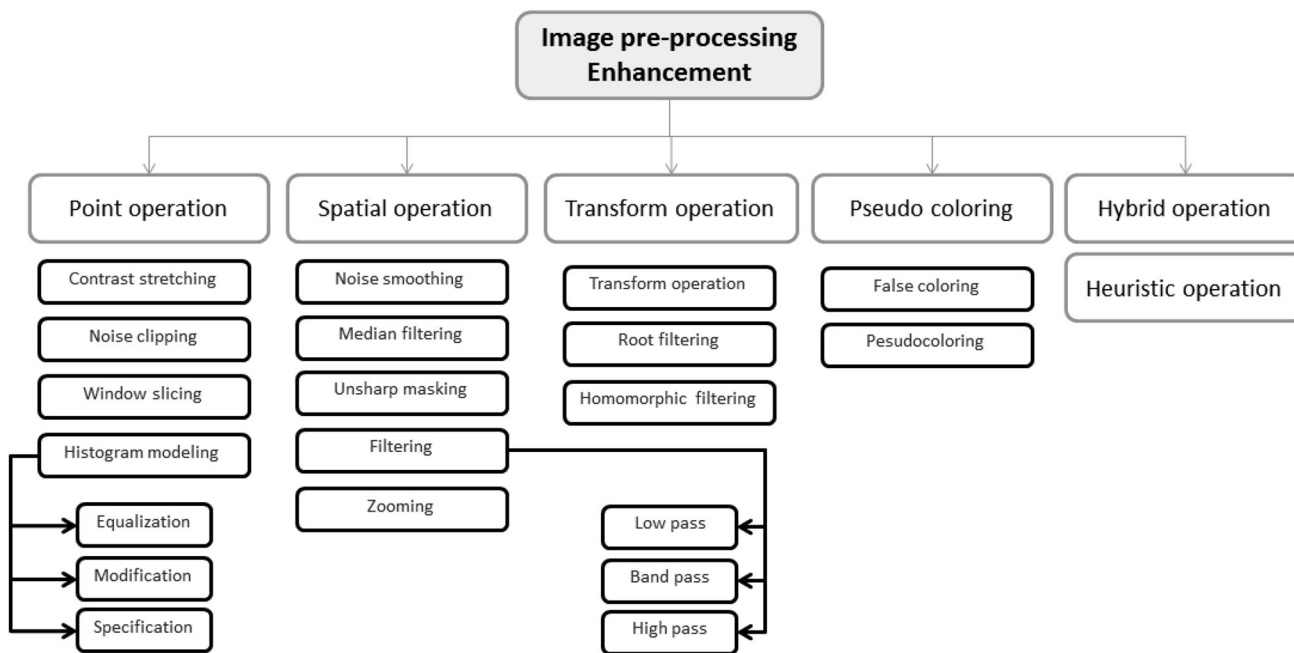 Image pre-processing
Enhancement
Point operation
Spatial operation
Transform operation
Pseudo coloring
Hybrid operation
Contrast stretching
Noise smoothing
Transform operation
False coloring
Heuristic operation
Noise clipping
Median filtering
Root filtering
Pesudocoloring
Window slicing
Unsharp masking
Homomorphic filtering
Histogram modeling
Filtering
Zooming
Equalization
Low pass
Modification
Band pass
Specification
High pass